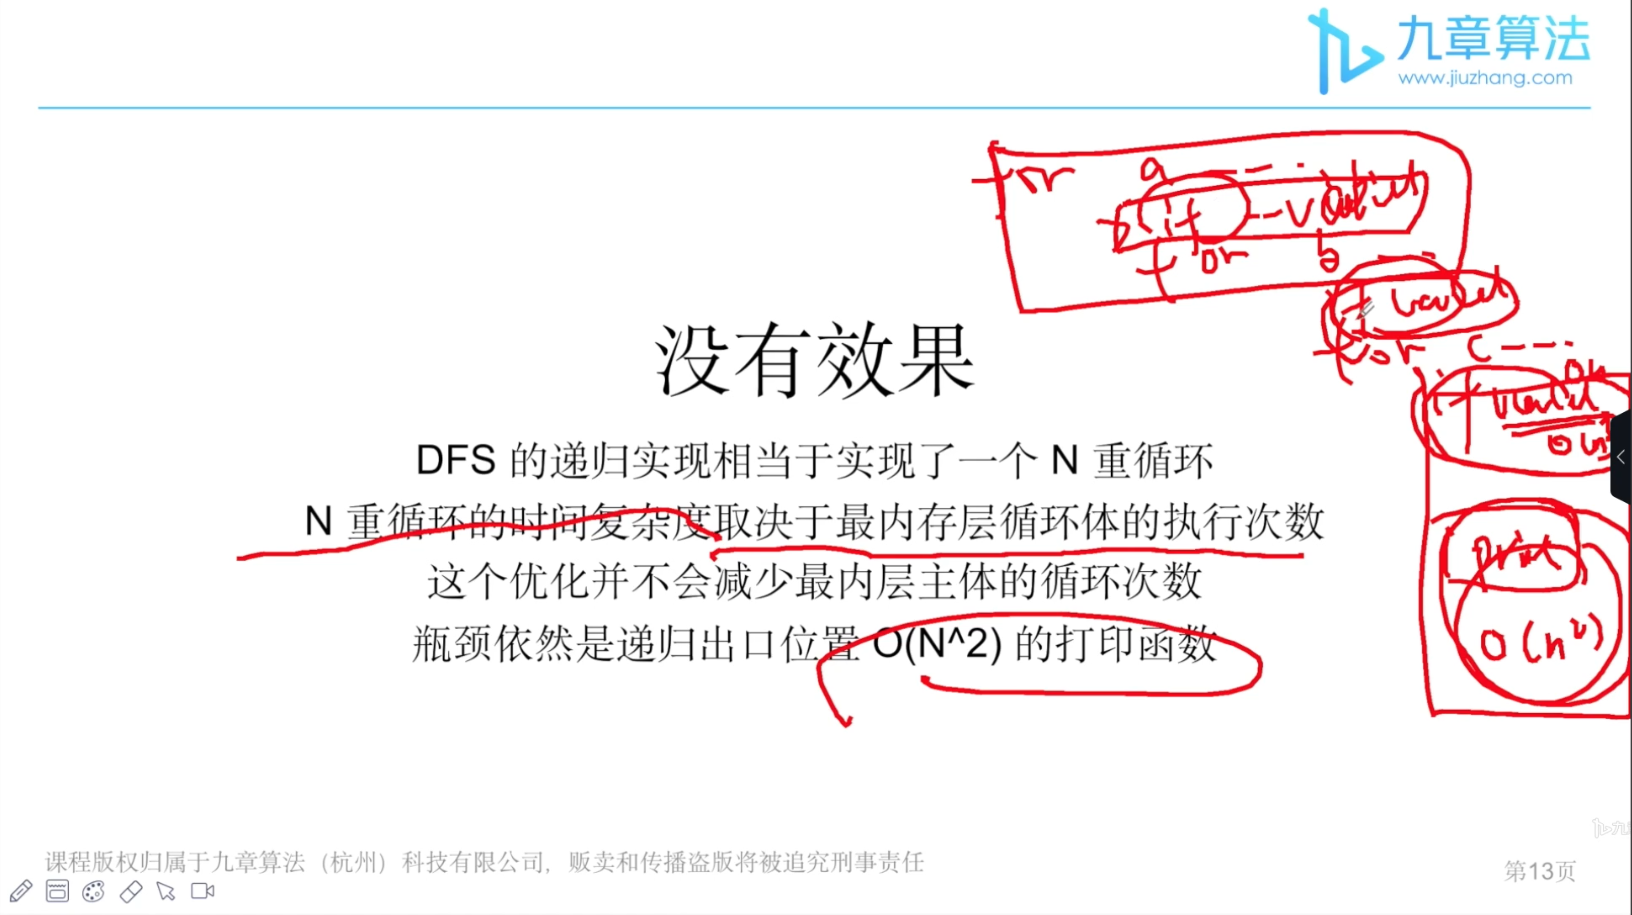 九章算法
www.jiuzhang.com
for a
if valid
for b
if valid
for c
if valid
print
O(n²)
没有效果
DFS 的递归实现相当于实现了一个 N 重循环
N 重循环的时间复杂度取决于最内存层循环体的执行次数
这个优化并不会减少最内层主体的循环次数
瓶颈依然是递归出口位置 O(N^2) 的打印函数
课程版权归属于九章算法（杭州）科技有限公司，贩卖和传播盗版将被追究刑事责任
第13页